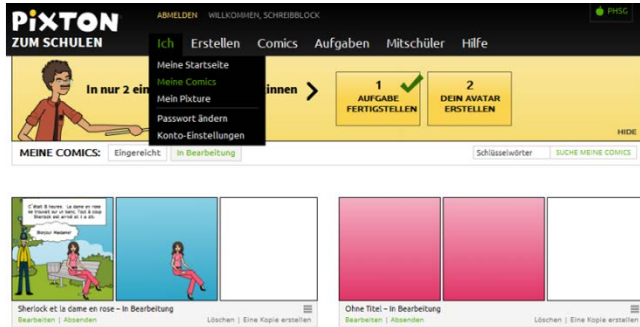 PiXTON
ZUM SCHULEN
ABMELDEN WILLKOMMEN, SCHREIBBLOCK
PHSG
Ich Erstellen Comics Aufgaben Mitschüler Hilfe
Meine Startseite
Meine Comics
Mein Pixture
Passwort ändern
Konto-Einstellungen
In nur 2 ein
innen
1
AUFGABE
FERTIGSTELLEN
2
DEIN AVATAR
ERSTELLEN
HIDE
MEINE COMICS: Eingereicht In Bearbeitung
Schlüsselwörter SUCHE MEINE COMICS
C'était 8 heures. La dame en rose
se trouvait sur un banc. Tout à coup
Sherlock est arrivé et il a dit:
Bonjour Madame!
Sherlock et la dame en rose – In Bearbeitung
Bearbeiten | Absenden
Löschen | Eine Kopie erstellen
Ohne Titel – In Bearbeitung
Bearbeiten | Absenden
Löschen | Eine Kopie erstellen